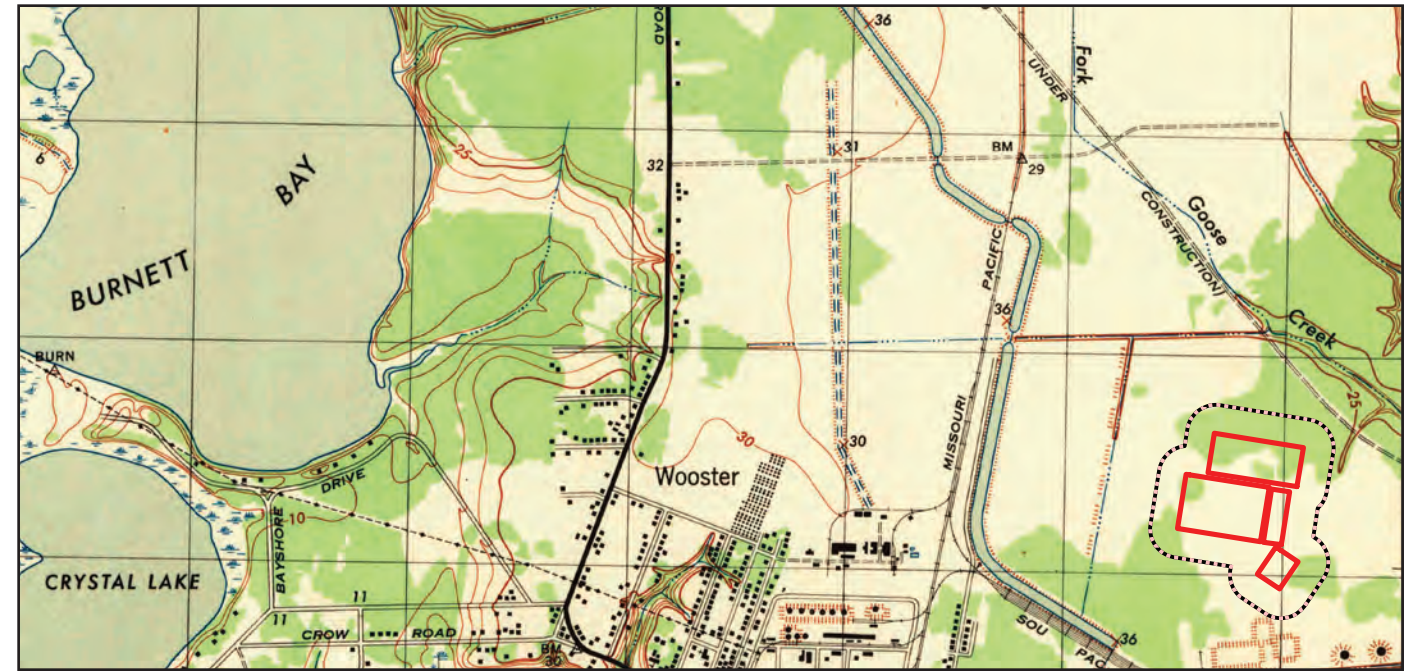 ROAD
36
Fork
UNDER
CONSTRUCTION)
6
25
32
31
BM
29
BURNETT BAY
Goose
Creek
PACIFIC
36
BURN
25
30
30
MISSOURI
Wooster
DRIVE
10
BAYSHORE
CRYSTAL LAKE
11
11
CROW ROAD
BM
30
SOU
PAC
36